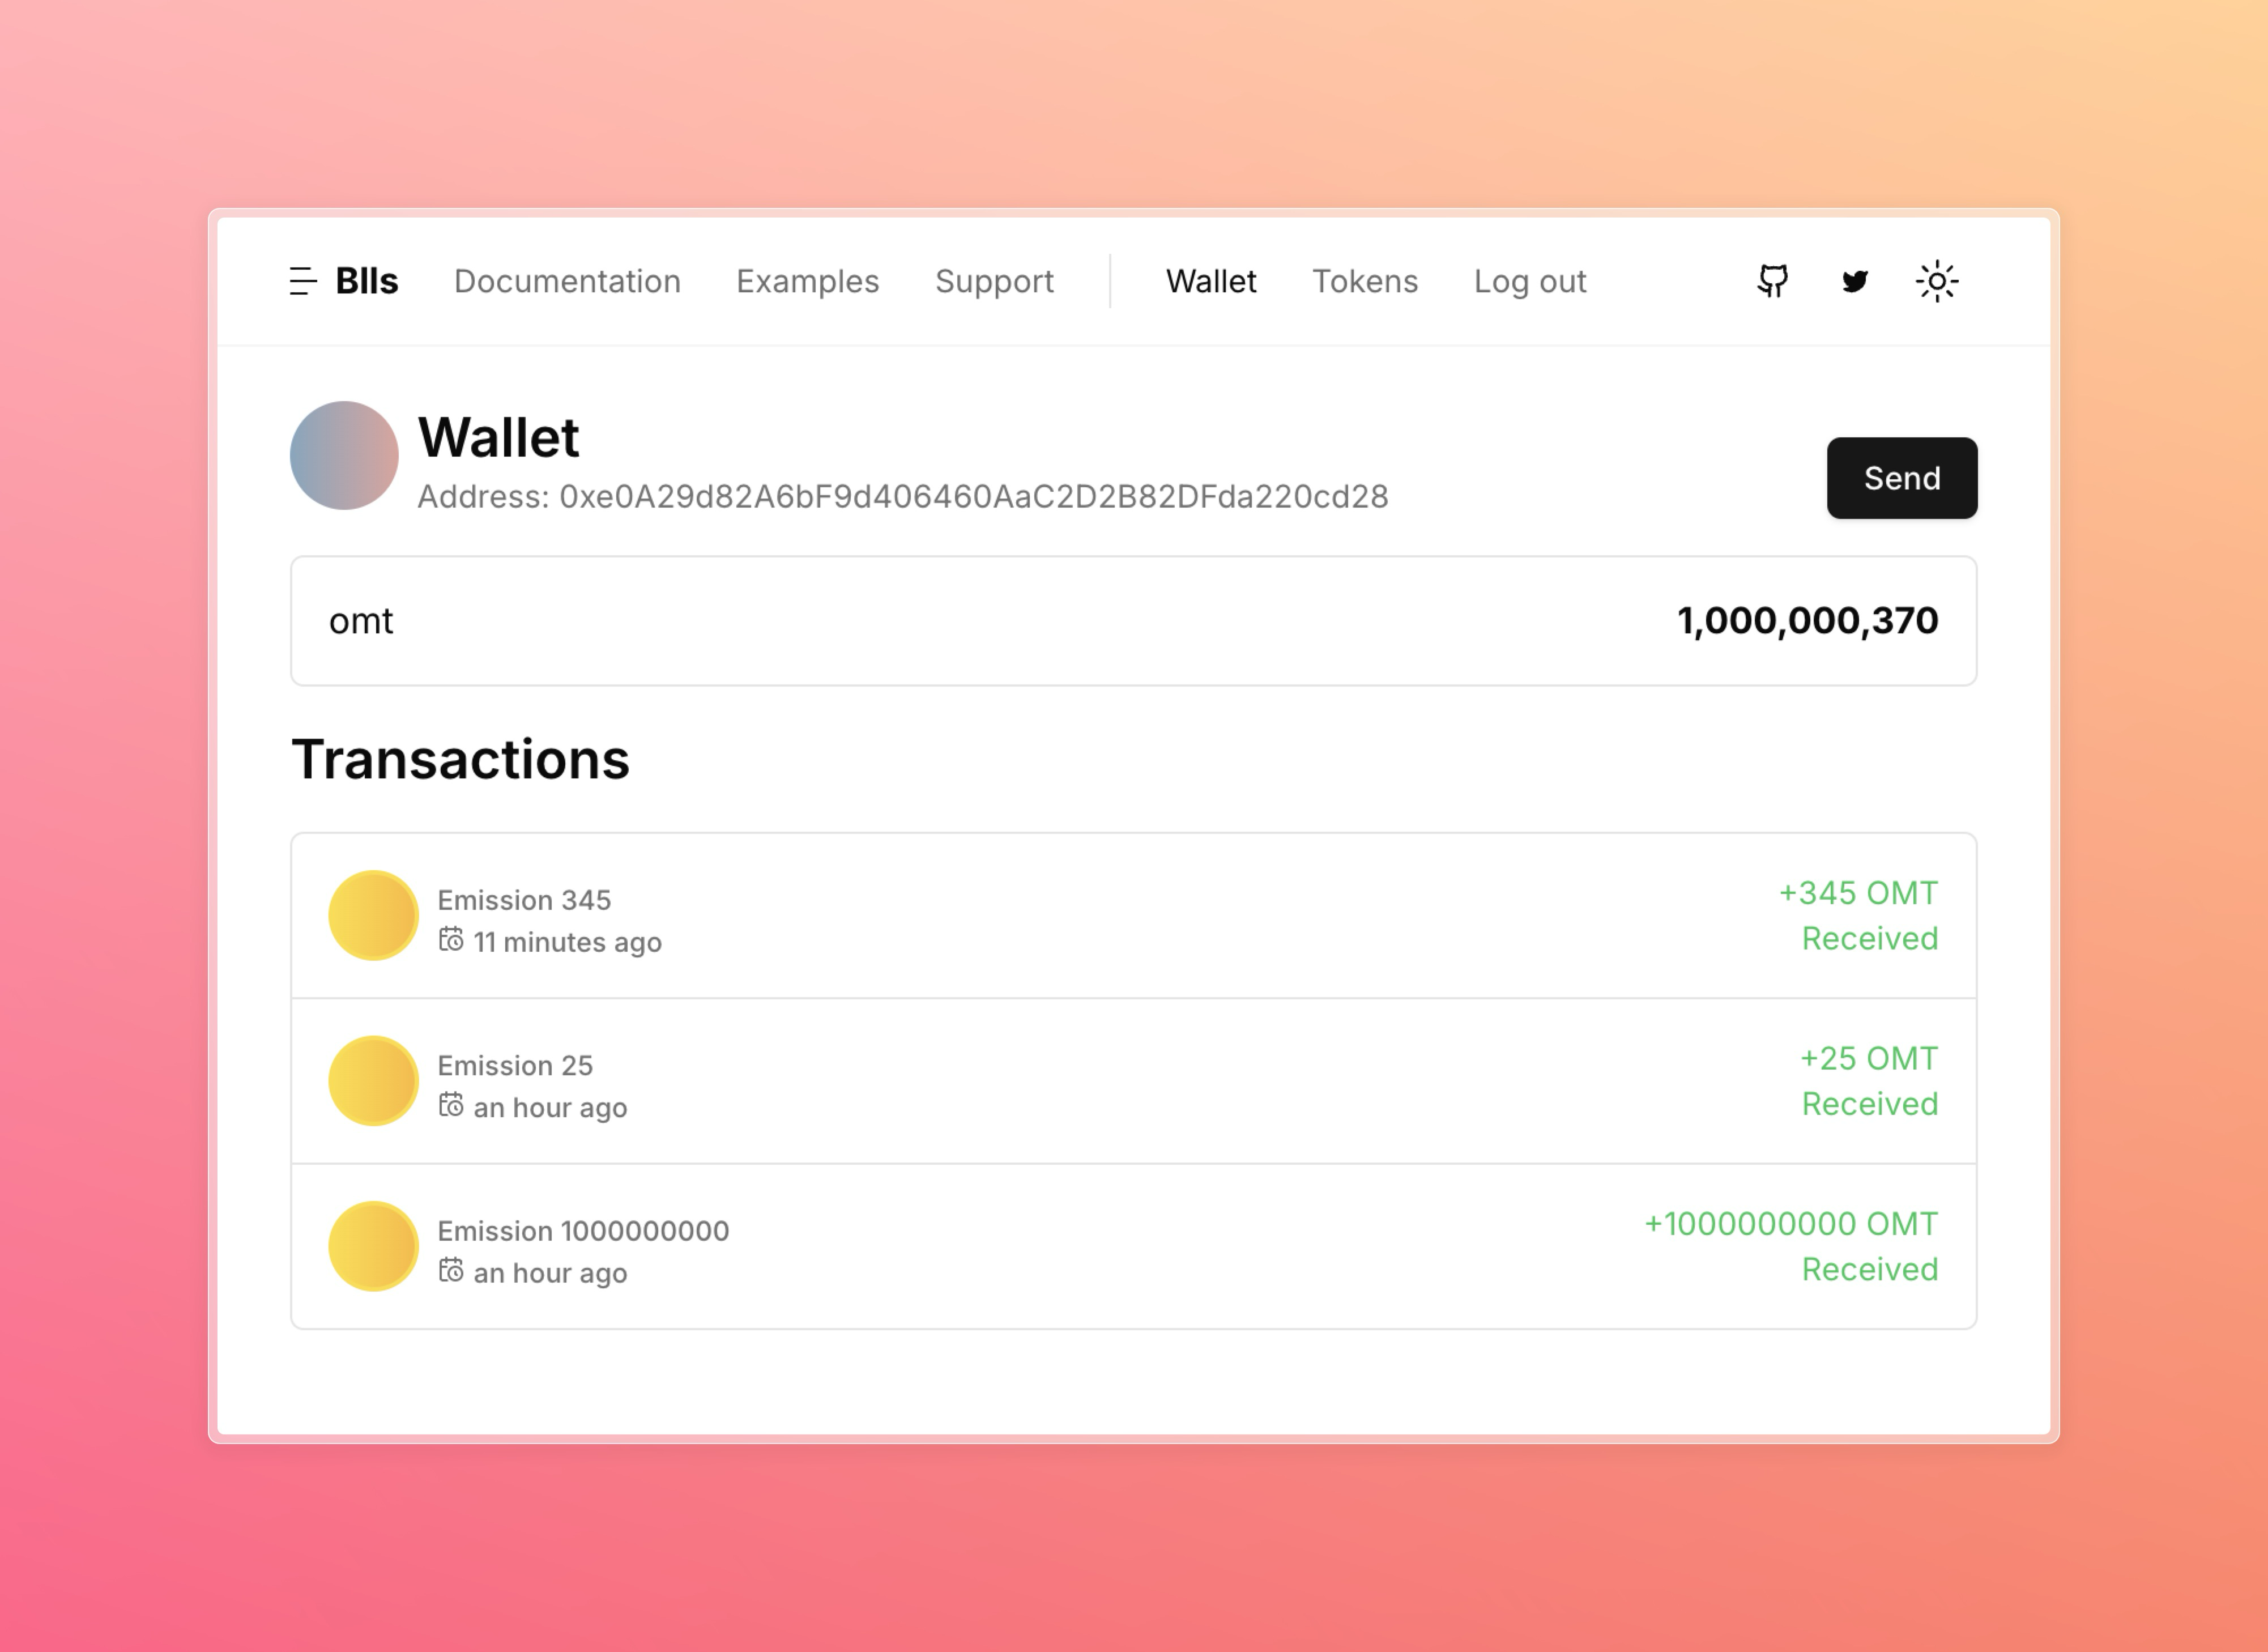 Blls Documentation Examples Support Wallet Tokens Log out
Wallet
Address: 0xe0A29d82A6bF9d406460AaC2D2B82DFda220cd28
Send
omt 1,000,000,370
Transactions
Emission 345 +345 OMT
11 minutes ago Received
Emission 25 +25 OMT
an hour ago Received
Emission 1000000000 +1000000000 OMT
an hour ago Received